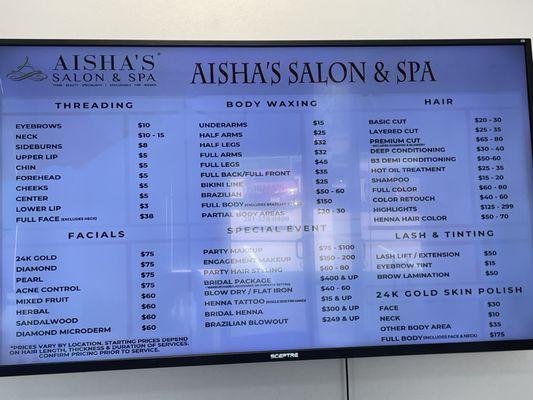 AISHA'S®
SALON & SPA
AISHA'S SALON & SPA
THREADING
EYEBROWS $10
NECK $10 - 15
SIDEBURNS $8
UPPER LIP $5
CHIN $5
FOREHEAD $5
CHEEKS $5
CENTER $5
LOWER LIP $3
FULL FACE (EXCLUDES NECK) $38
FACIALS
24K GOLD $75
DIAMOND $75
PEARL $75
ACNE CONTROL $75
MIXED FRUIT $60
HERBAL $60
SANDALWOOD $60
DIAMOND MICRODERM $60
*PRICES VARY BY LOCATION. STARTING PRICES DEPEND
ON HAIR LENGTH, THICKNESS & DURATION OF SERVICES.
CONFIRM PRICING PRIOR TO SERVICE.
BODY WAXING
UNDERARMS $15
HALF ARMS $25
HALF LEGS $32
FULL ARMS $32
FULL LEGS $45
FULL BACK/FULL FRONT $35
BIKINI LINE $25
BRAZILIAN $50 - 60
FULL BODY (EXCLUDES BRAZILIAN) $150
PARTIAL BODY AREAS $20 - 30
SPECIAL EVENT
PARTY MAKEUP $75 - $100
ENGAGEMENT MAKEUP $150 - 200
PARTY HAIR STYLING $60 - 80
BRIDAL PACKAGE $400 & UP
BLOW DRY / FLAT IRON $40 - 60
HENNA TATTOO $15 & UP
BRIDAL HENNA $300 & UP
BRAZILIAN BLOWOUT $249 & UP
HAIR
BASIC CUT $20 - 30
LAYERED CUT $25 - 35
PREMIUM CUT $65 - 80
DEEP CONDITIONING $30 - 40
B3 DEMI CONDITIONING $50-60
HOT OIL TREATMENT $25 - 35
SHAMPOO $15 - 20
FULL COLOR $60 - 80
COLOR RETOUCH $40 - 60
HIGHLIGHTS $125 - 299
HENNA HAIR COLOR $50 - 70
LASH & TINTING
LASH LIFT / EXTENSION $50
EYEBROW TINT $15
BROW LAMINATION $50
24K GOLD SKIN POLISH
FACE $30
NECK $10
OTHER BODY AREA $35
FULL BODY (INCLUDES FACE & NECK) $175
SCEPTRE